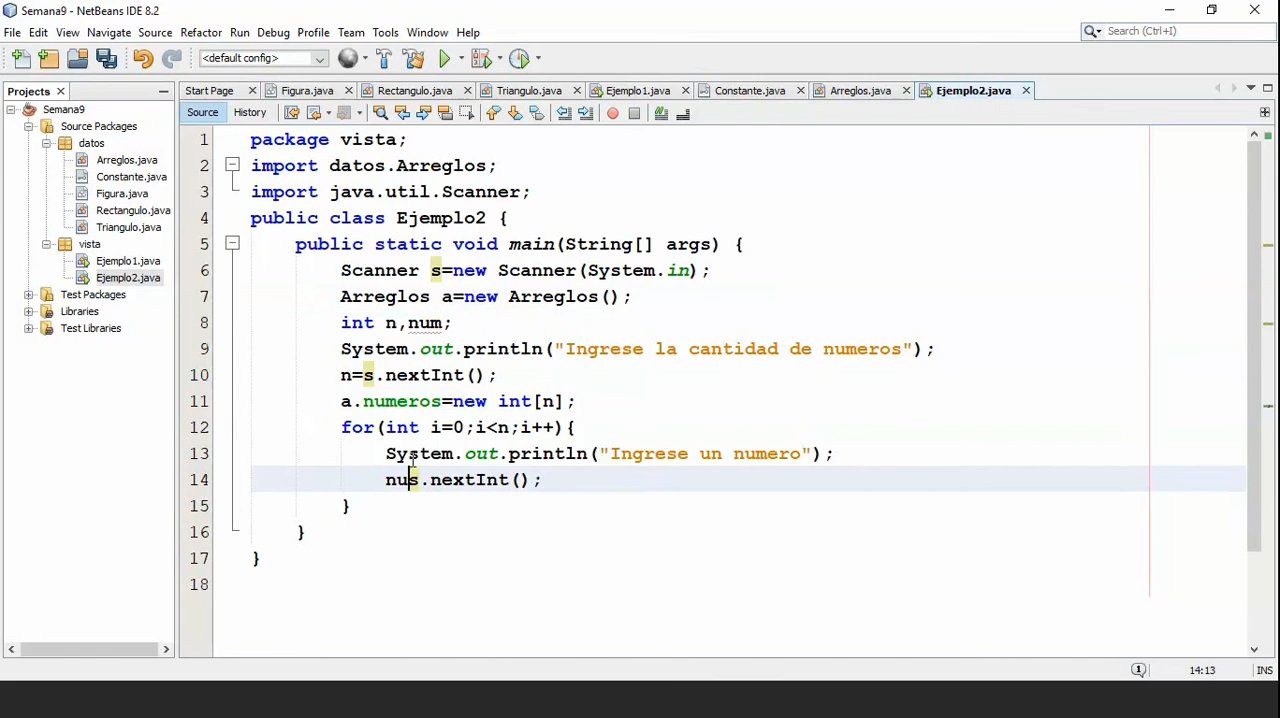 Semana9 - NetBeans IDE 8.2
File Edit View Navigate Source Refactor Run Debug Profile Team Tools Window Help
Search (Ctrl+I)
<default config>
Projects
Start Page Figura.java Rectangulo.java Triangulo.java Ejemplo1.java Constante.java Arreglos.java Ejemplo2.java
Source History
Semana9
Source Packages
datos
Arreglos.java
Constante.java
Figura.java
Rectangulo.java
Triangulo.java
vista
Ejemplo1.java
Ejemplo2.java
Test Packages
Libraries
Test Libraries
1 package vista;
2 import datos.Arreglos;
3 import java.util.Scanner;
4 public class Ejemplo2 {
5 public static void main(String[] args) {
6 Scanner s=new Scanner(System.in);
7 Arreglos a=new Arreglos();
8 int n,num;
9 System.out.println("Ingrese la cantidad de numeros");
10 n=s.nextInt();
11 a.numeros=new int[n];
12 for(int i=0;i<n;i++){
13 System.out.println("Ingrese un numero");
14 nus.nextInt();
15 }
16 }
17 }
18
1 14:13 INS